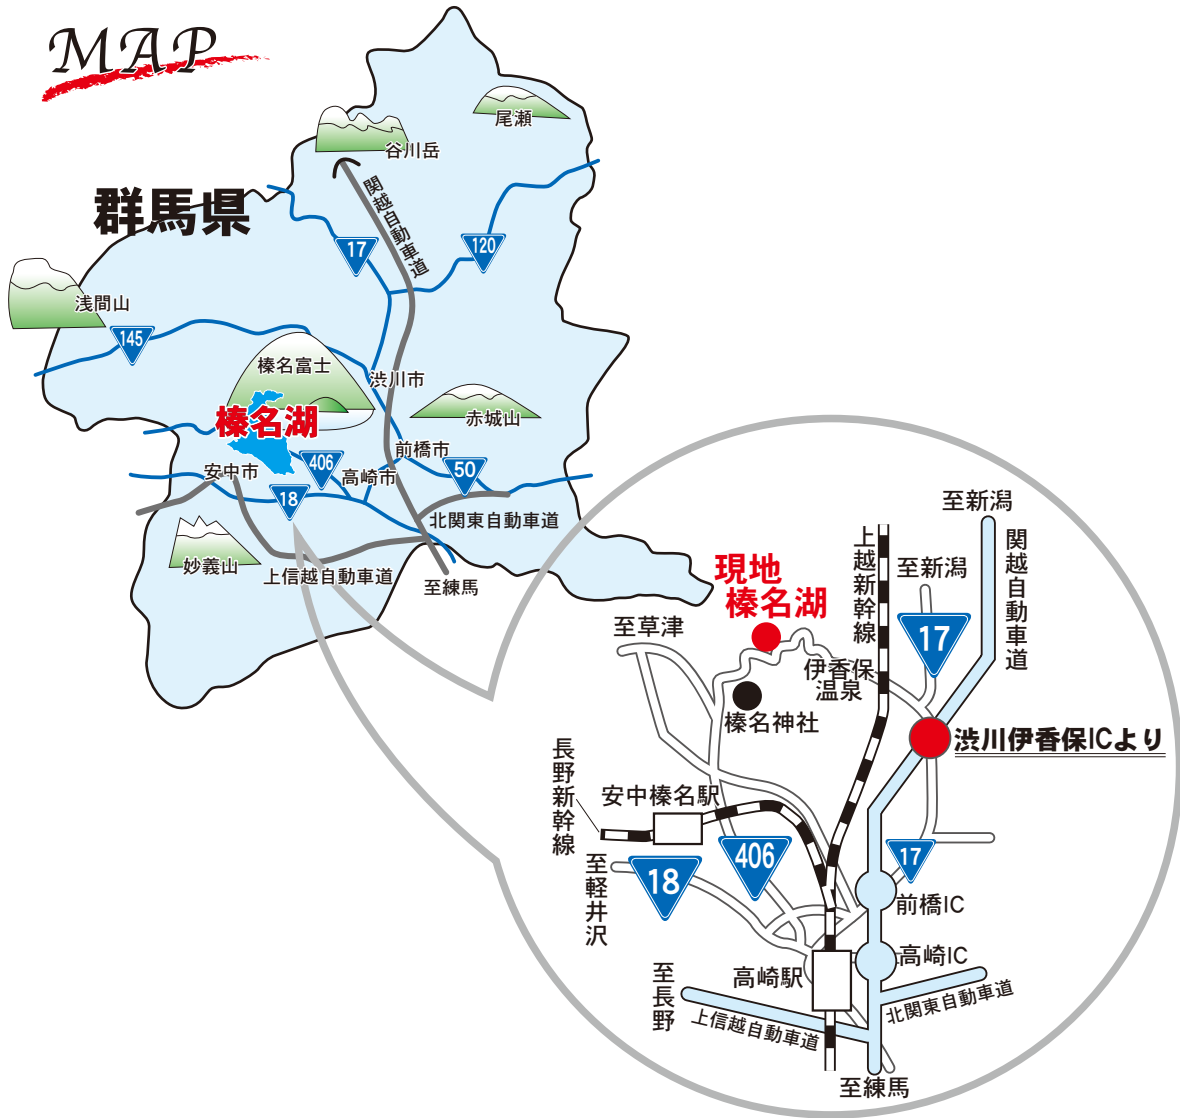 MAP
群馬県
尾瀬
谷川岳
関越自動車道
17
120
浅間山
145
榛名富士
渋川市
榛名湖
赤城山
前橋市
安中市
406
高崎市
50
18
北関東自動車道
妙義山
上信越自動車道
至練馬
至新潟
上越新幹線
関越自動車道
至新潟
現地
榛名湖
至草津
17
伊香保
温泉
榛名神社
渋川伊香保ICより
長野新幹線
安中榛名駅
406
17
18
至軽井沢
前橋IC
高崎IC
高崎駅
至長野
北関東自動車道
上信越自動車道
至練馬